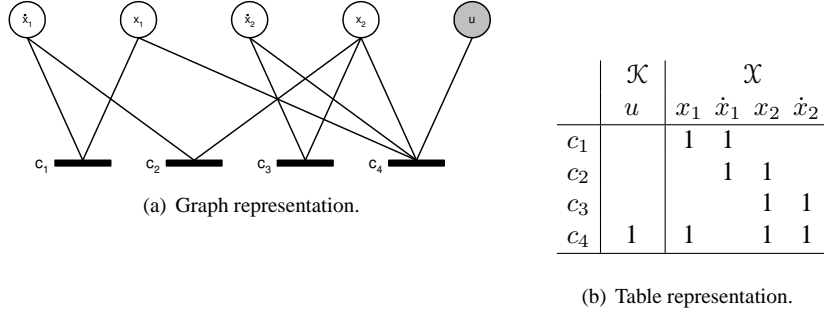 ẋ₁ x₁ ẋ₂ x₂ u
c₁ c₂ c₃ c₄
(a) Graph representation.
𝒦 𝒳
u x₁ ẋ₁ x₂ ẋ₂
c₁ 1 1
c₂ 1 1
c₃ 1 1
c₄ 1 1 1 1
(b) Table representation.